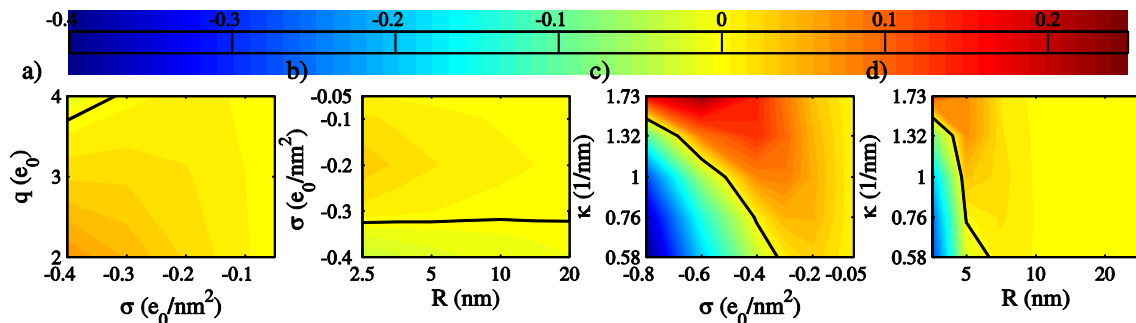 -0.4 -0.3 -0.2 -0.1 0 0.1 0.2
a) b) c) d)
4 3 2
q (e0)
-0.4 -0.3 -0.2 -0.1
σ (e0/nm2)
-0.05 -0.1 -0.2 -0.3 -0.4
σ (e0/nm2)
2.5 5 10 20
R (nm)
1.73 1.32 1 0.76 0.58
κ (1/nm)
-0.8 -0.6 -0.4 -0.2 -0.05
σ (e0/nm2)
1.73 1.32 1 0.76 0.58
κ (1/nm)
5 10 20
R (nm)